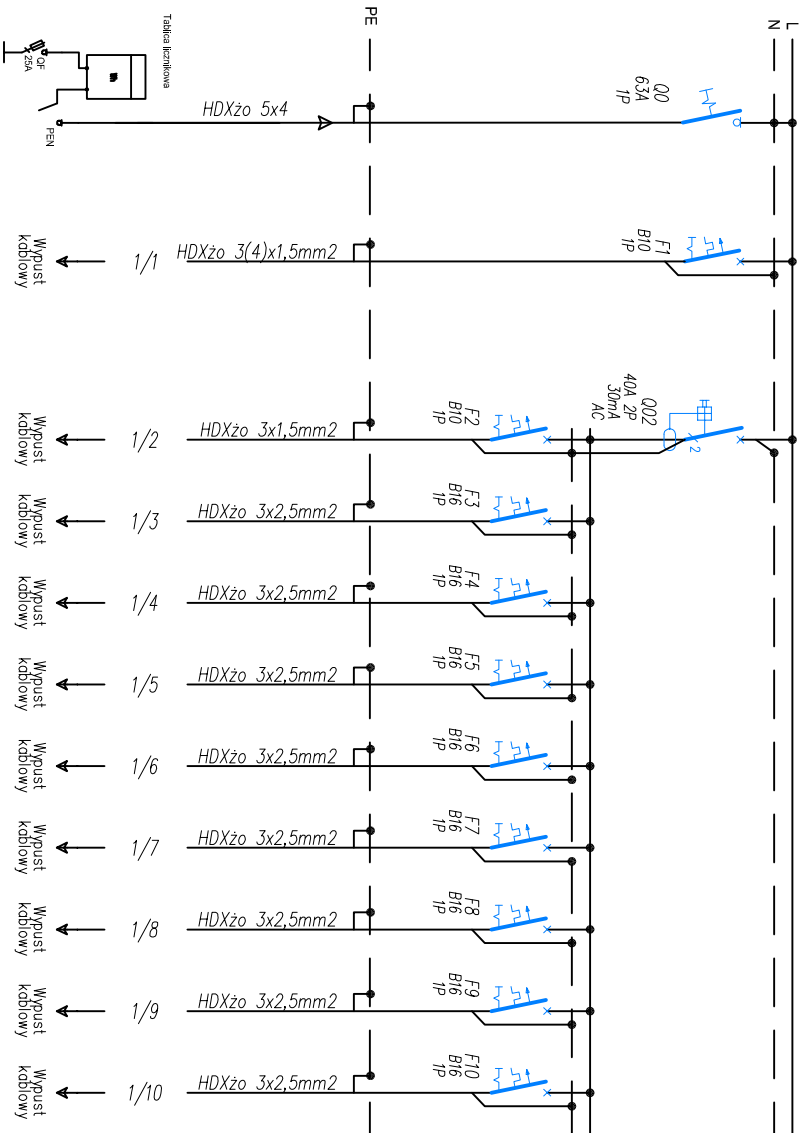 Tablica licznikowa
QF
25A
PEN
HDXżo 5x4
PE
Q0
63A
1P
N
L
Wypust
kablowy
1/1
HDXżo 3(4)x1,5mm2
F1
B10
1P
Q02
40A 2P
30mA
AC
2
Wypust
kablowy
1/2
HDXżo 3x1,5mm2
F2
B10
1P
Wypust
kablowy
1/3
HDXżo 3x2,5mm2
F3
B16
1P
Wypust
kablowy
1/4
HDXżo 3x2,5mm2
F4
B16
1P
Wypust
kablowy
1/5
HDXżo 3x2,5mm2
F5
B16
1P
Wypust
kablowy
1/6
HDXżo 3x2,5mm2
F6
B16
1P
Wypust
kablowy
1/7
HDXżo 3x2,5mm2
F7
B16
1P
Wypust
kablowy
1/8
HDXżo 3x2,5mm2
F8
B16
1P
Wypust
kablowy
1/9
HDXżo 3x2,5mm2
F9
B16
1P
Wypust
kablowy
1/10
HDXżo 3x2,5mm2
F10
B16
1P